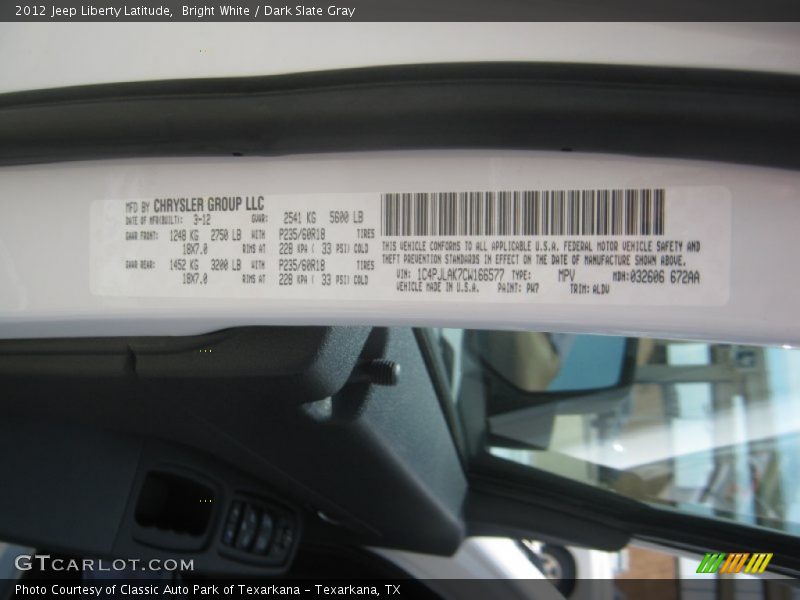 2012 Jeep Liberty Latitude,  Bright White / Dark Slate Gray
MFD BY CHRYSLER GROUP LLC
DATE OF MFD(BUILT): 3-12 GVWR: 2541 KG 5600 LB
GAWR FRONT: 1248 KG 2750 LB WITH P235/60R18 TIRES
18X7.0 RIMS AT 228 KPA ( 33 PSI) COLD
GAWR REAR: 1452 KG 3200 LB WITH P235/60R18 TIRES
18X7.0 RIMS AT 228 KPA ( 33 PSI) COLD
THIS VEHICLE CONFORMS TO ALL APPLICABLE U.S.A. FEDERAL MOTOR VEHICLE SAFETY AND
THEFT PREVENTION STANDARDS IN EFFECT ON THE DATE OF MANUFACTURE SHOWN ABOVE.
VIN: 1C4PJLAK7CW166577 TYPE: MPV MDH: 032606 672AA
VEHICLE MADE IN U.S.A. PAINT: PW7 TRIM: ALDV
GTCARLOT.COM
Photo Courtesy of Classic Auto Park of Texarkana - Texarkana, TX